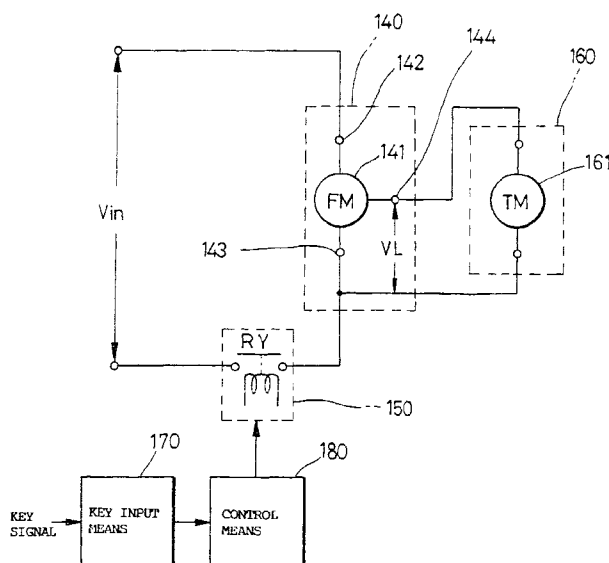 140
144
142
160
141
161
FM
TM
Vin
143
VL
RY
150
170
180
KEY
SIGNAL
KEY INPUT
MEANS
CONTROL
MEANS